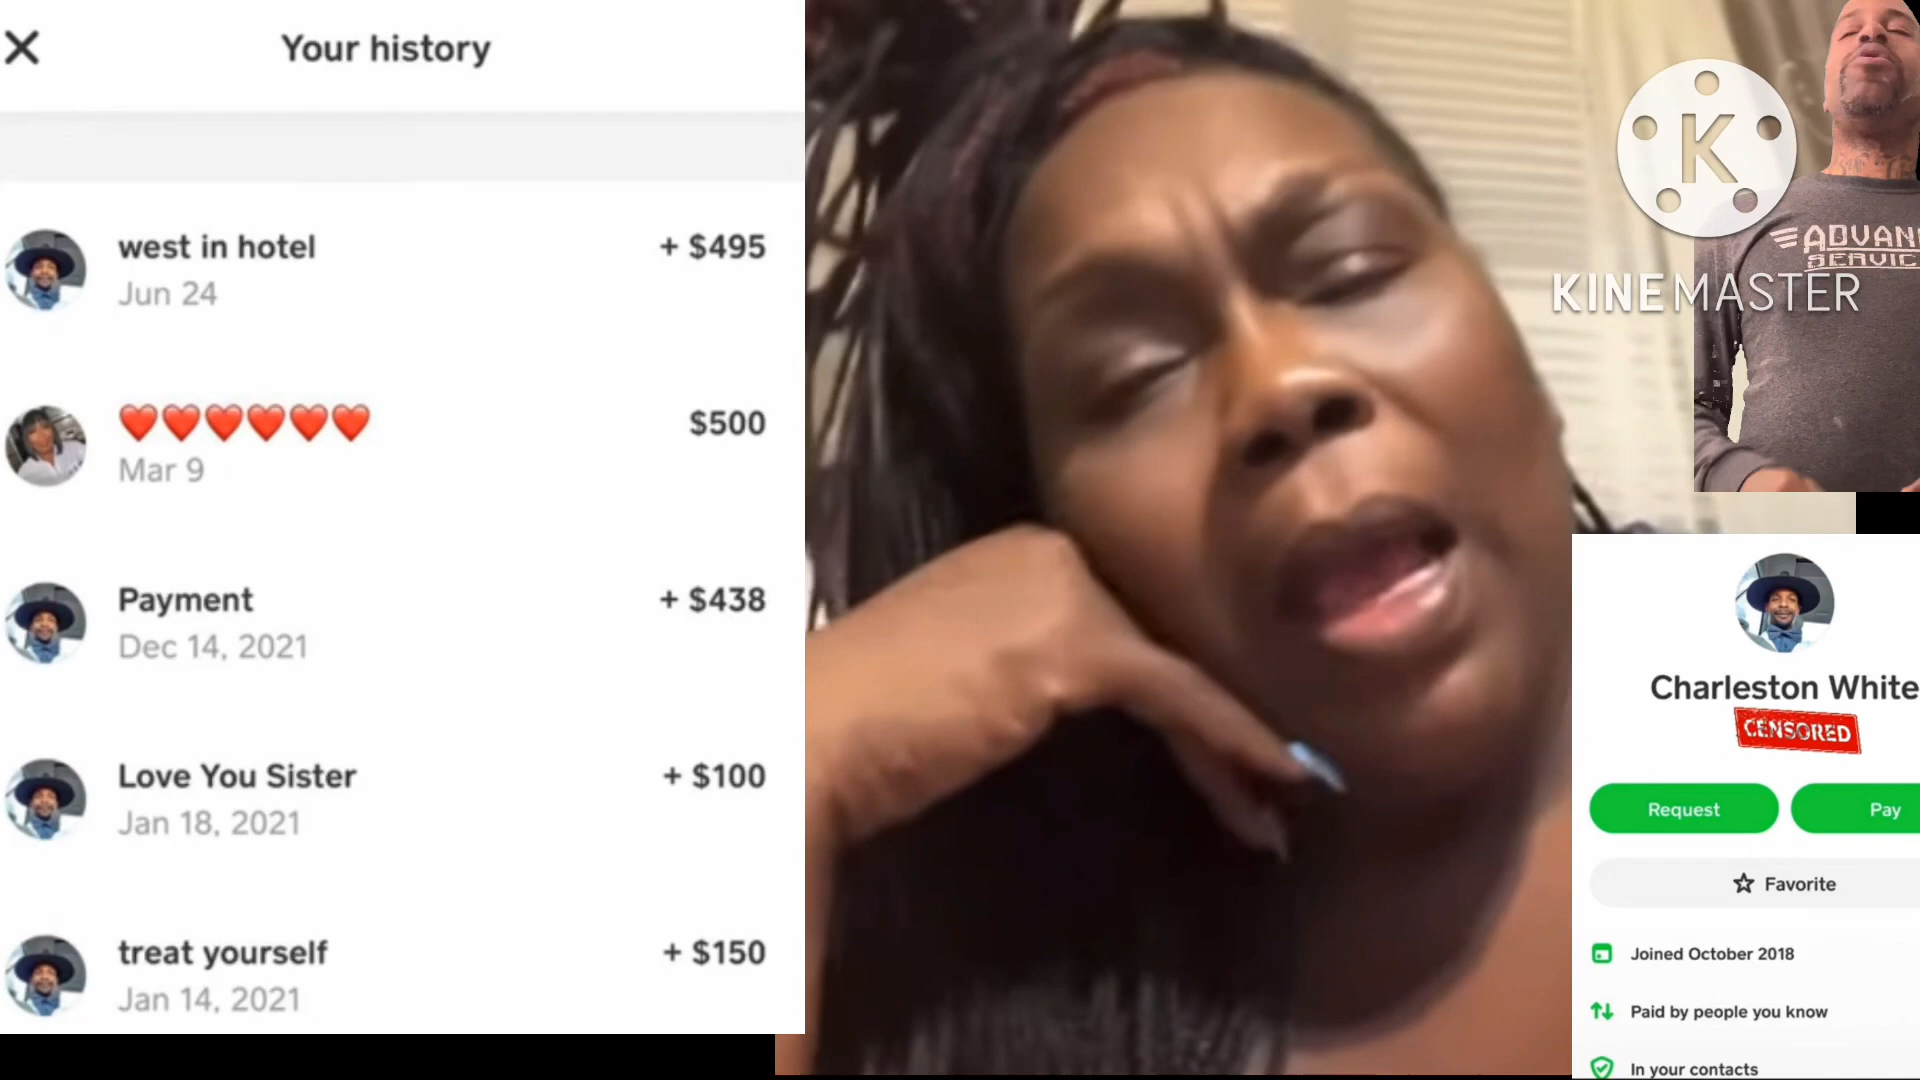 Your history
west in hotel
+ $495
Jun 24
❤️❤️❤️❤️❤️❤️
$500
Mar 9
Payment
+ $438
Dec 14, 2021
Love You Sister
+ $100
Jan 18, 2021
treat yourself
+ $150
Jan 14, 2021
K
KINEMASTER
ADVAN
SERVIC
Charleston White
CENSORED
Request
Pay
Favorite
Joined October 2018
Paid by people you know
In your contacts